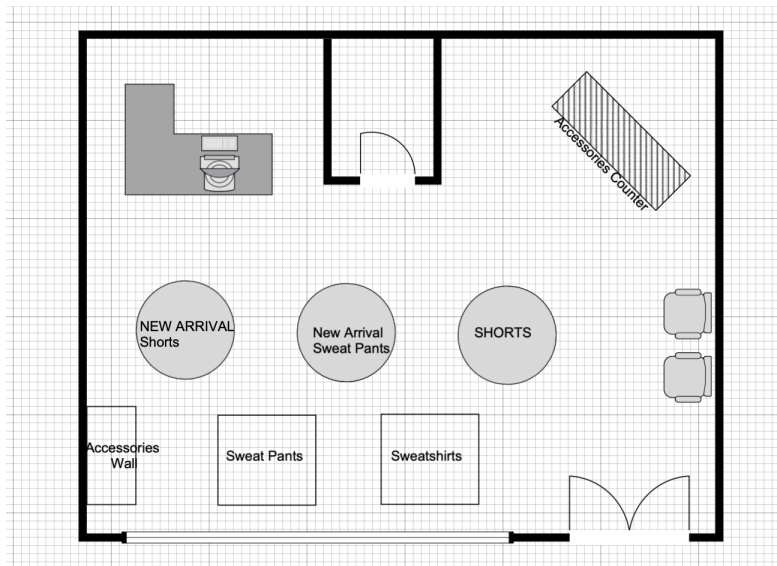 Accessories Counter
NEW ARRIVAL
Shorts
New Arrival
Sweat Pants
SHORTS
Accessories
Wall
Sweat Pants
Sweatshirts